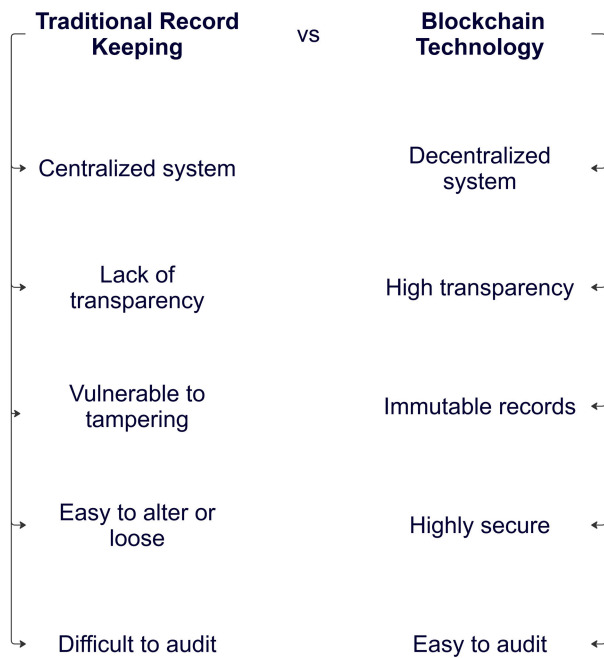 Traditional Record
Keeping
vs
Blockchain
Technology
Centralized system
Decentralized
system
Lack of
transparency
High transparency
Vulnerable to
tampering
Immutable records
Easy to alter or
loose
Highly secure
Difficult to audit
Easy to audit